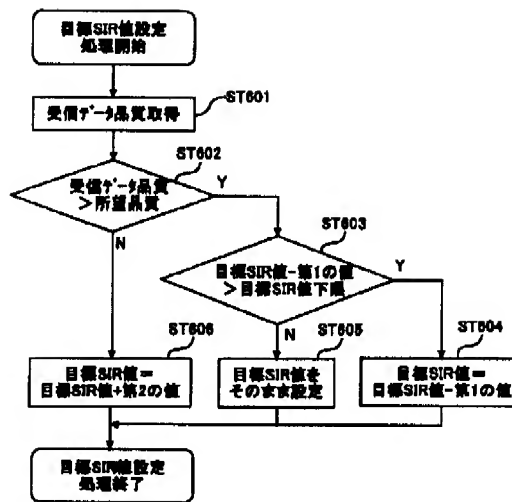 目標SIR値設定
処理開始
ST601
受信データ品質取得
ST602
受信データ品質
＞所望品質
Y
N
ST603
目標SIR値-第1の値
＞目標SIR値下限
Y
N
ST606
目標SIR値＝
目標SIR値+第2の値
ST605
目標SIR値を
そのまま設定
ST604
目標SIR値＝
目標SIR値-第1の値
目標SIR値設定
処理終了